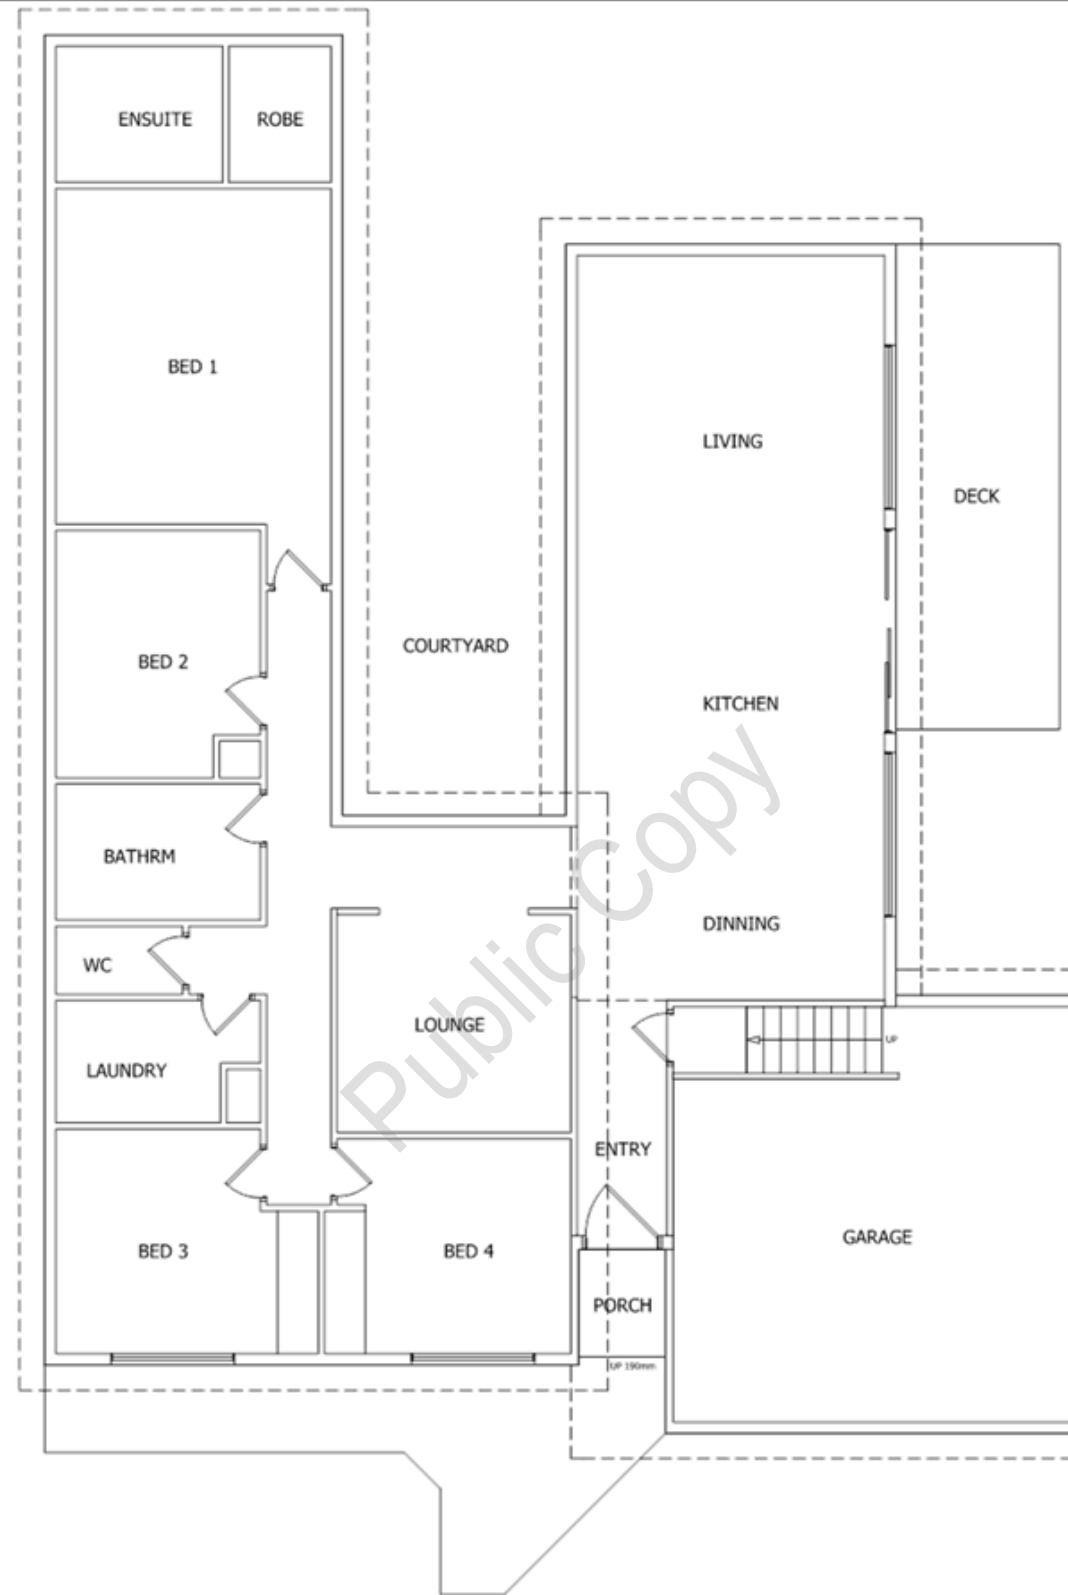 ENSUITE
ROBE
BED 1
LIVING
DECK
COURTYARD
BED 2
KITCHEN
BATHRM
DINNING
WC
LOUNGE
UP
LAUNDRY
Public Copy
ENTRY
GARAGE
BED 3
BED 4
PORCH
UP 190mm